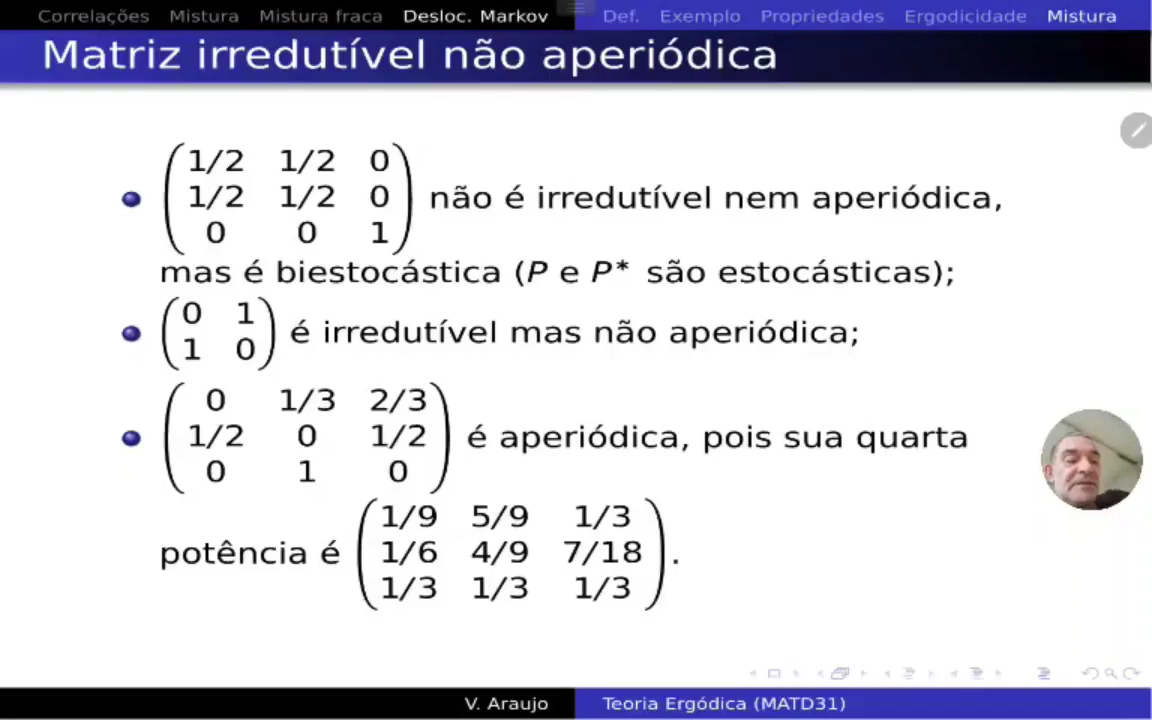 Correlações Mistura Mistura fraca Desloc. Markov Def. Exemplo Propriedades Ergodicidade Mistura
Matriz irredutível não aperiódica
1/2 1/2 0
1/2 1/2 0 não é irredutível nem aperiódica,
0 0 1
mas é biestocástica (P e P* são estocásticas);
0 1
1 0 é irredutível mas não aperiódica;
0 1/3 2/3
1/2 0 1/2 é aperiódica, pois sua quarta
0 1 0
1/9 5/9 1/3
potência é 1/6 4/9 7/18 .
1/3 1/3 1/3
V. Araujo Teoria Ergódica (MATD31)